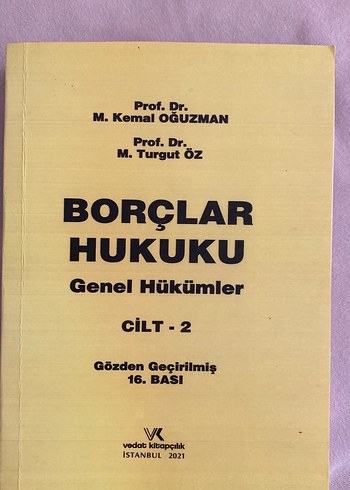 Prof. Dr.
M. Kemal OĞUZMAN
Prof. Dr.
M. Turgut ÖZ
BORÇLAR
HUKUKU
Genel Hükümler
CİLT - 2
Gözden Geçirilmiş
16. BASI
VK
vedat kitapçılık
İSTANBUL 2021